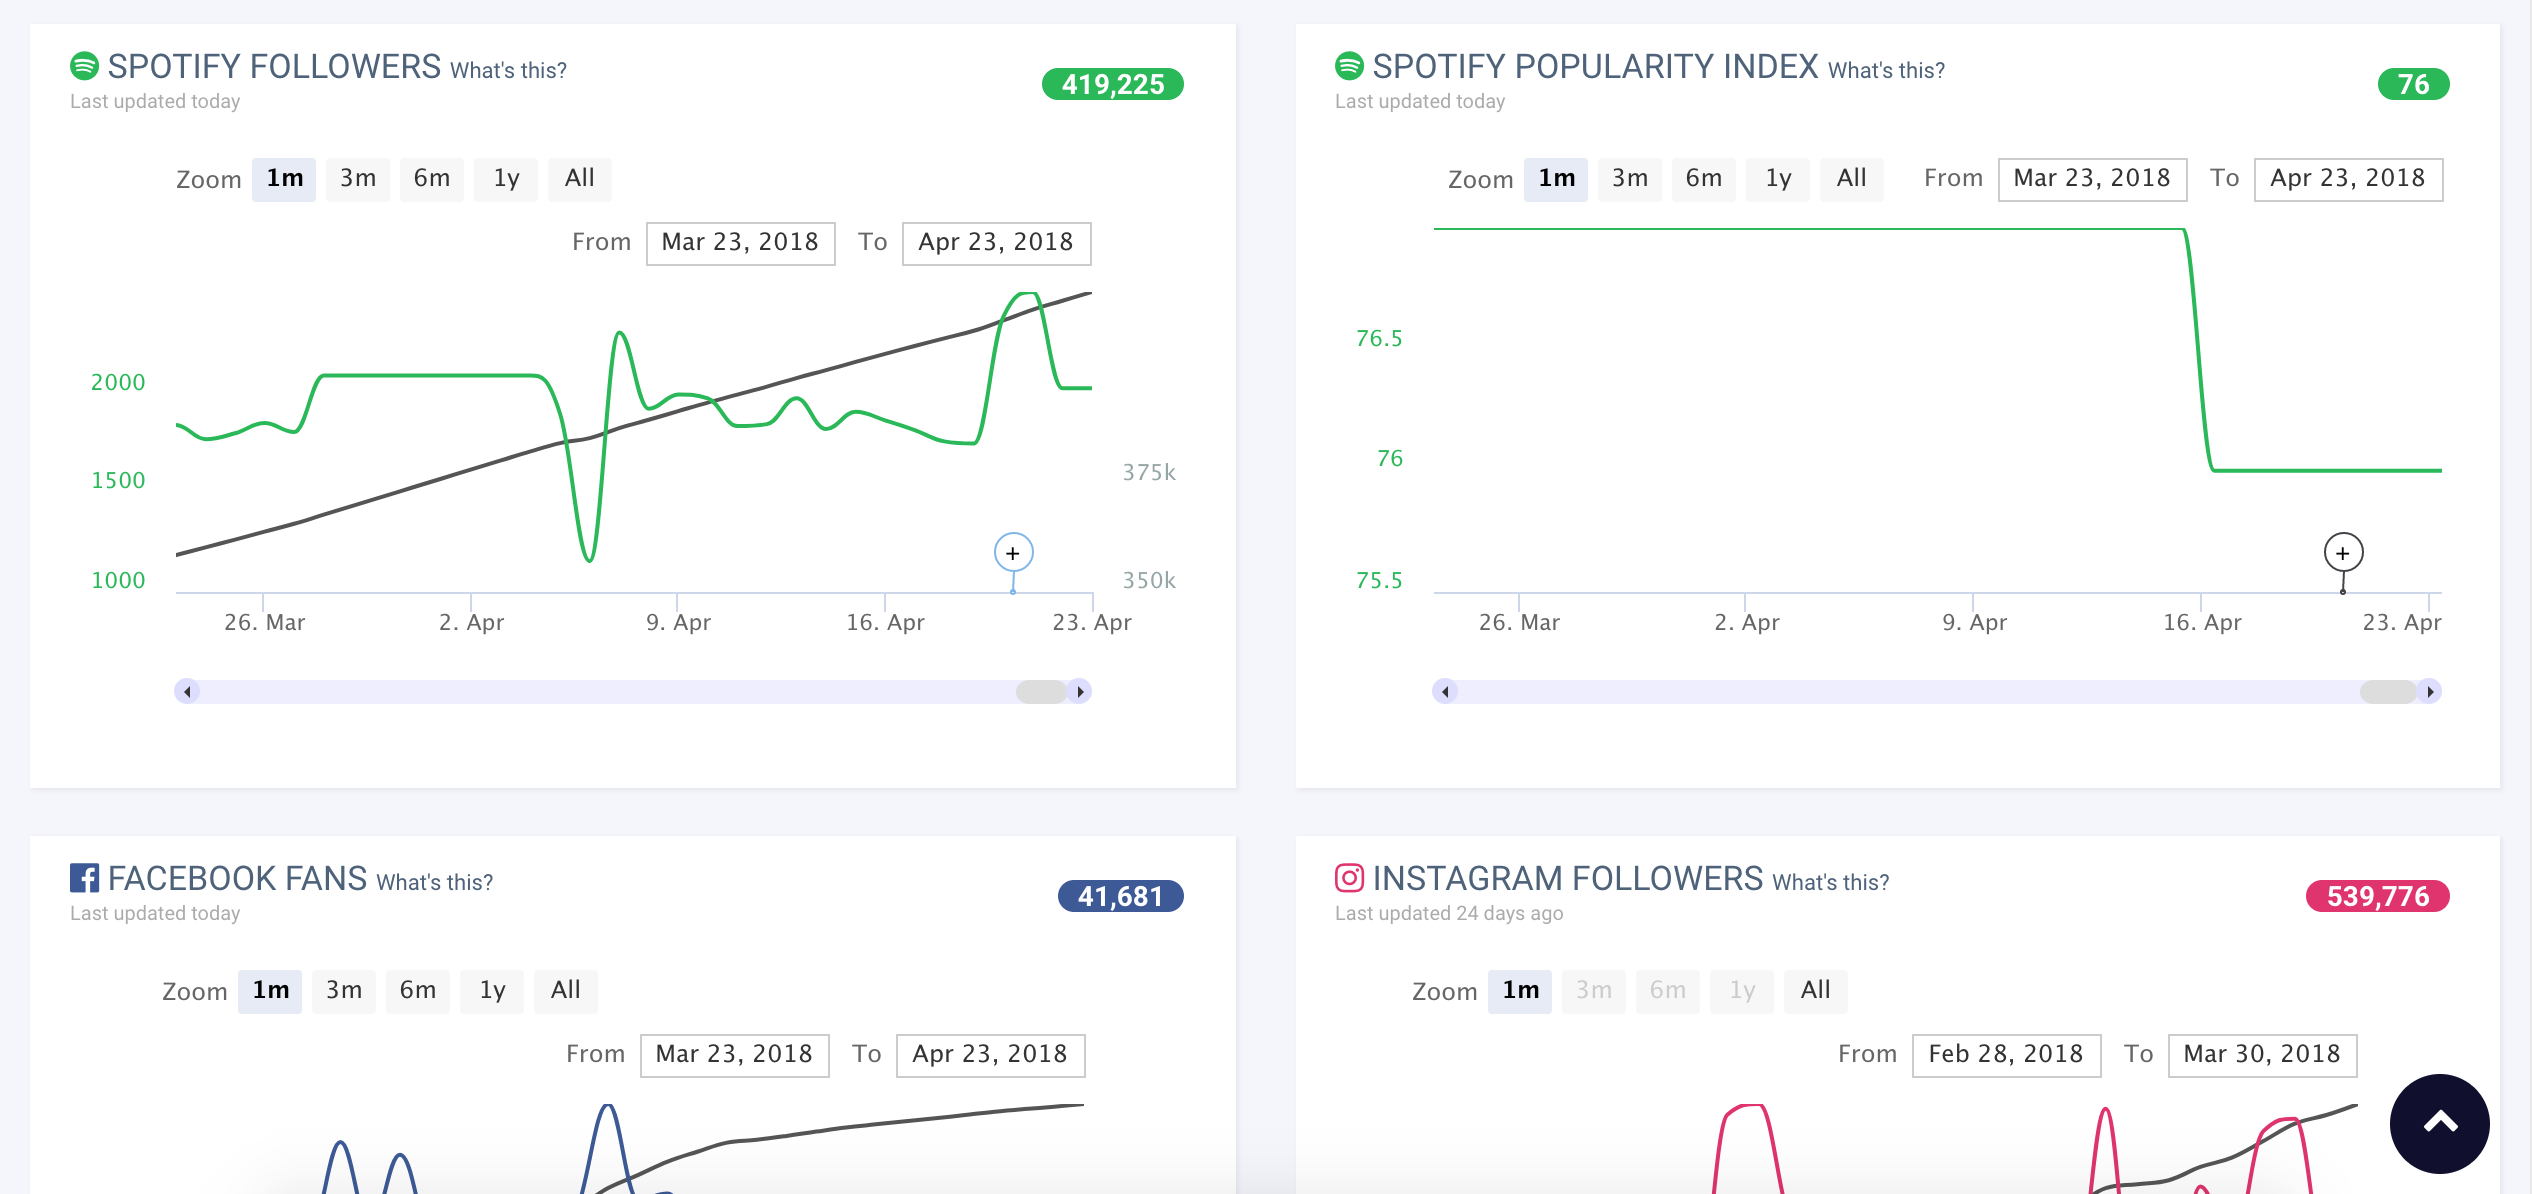 SPOTIFY FOLLOWERS What's this?
Last updated today
419,225
Zoom 1m 3m 6m 1y All
From Mar 23, 2018 To Apr 23, 2018
2000
1500
1000
375k
350k
+
26. Mar 2. Apr 9. Apr 16. Apr 23. Apr
SPOTIFY POPULARITY INDEX What's this?
Last updated today
76
Zoom 1m 3m 6m 1y All From Mar 23, 2018 To Apr 23, 2018
76.5
76
75.5
+
26. Mar 2. Apr 9. Apr 16. Apr 23. Apr
FACEBOOK FANS What's this?
Last updated today
41,681
Zoom 1m 3m 6m 1y All
From Mar 23, 2018 To Apr 23, 2018
INSTAGRAM FOLLOWERS What's this?
Last updated 24 days ago
539,776
Zoom 1m 3m 6m 1y All
From Feb 28, 2018 To Mar 30, 2018